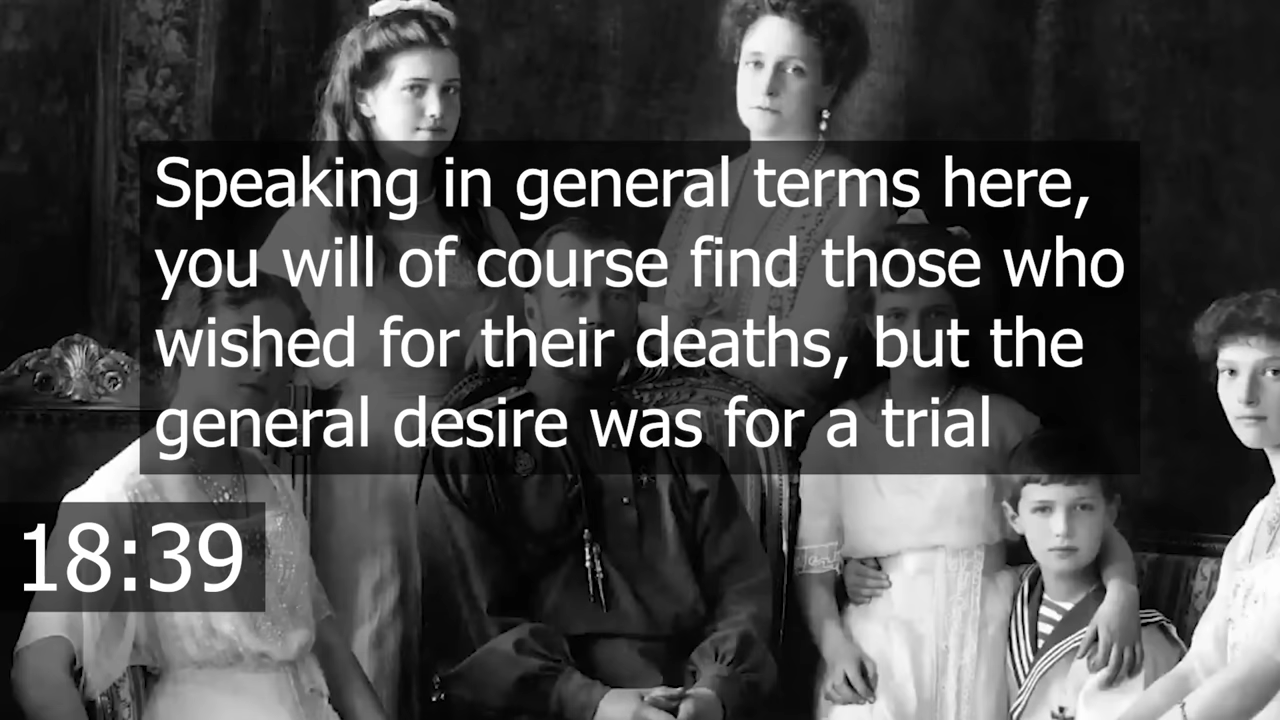 Speaking in general terms here,
you will of course find those who
wished for their deaths, but the
general desire was for a trial
18:39